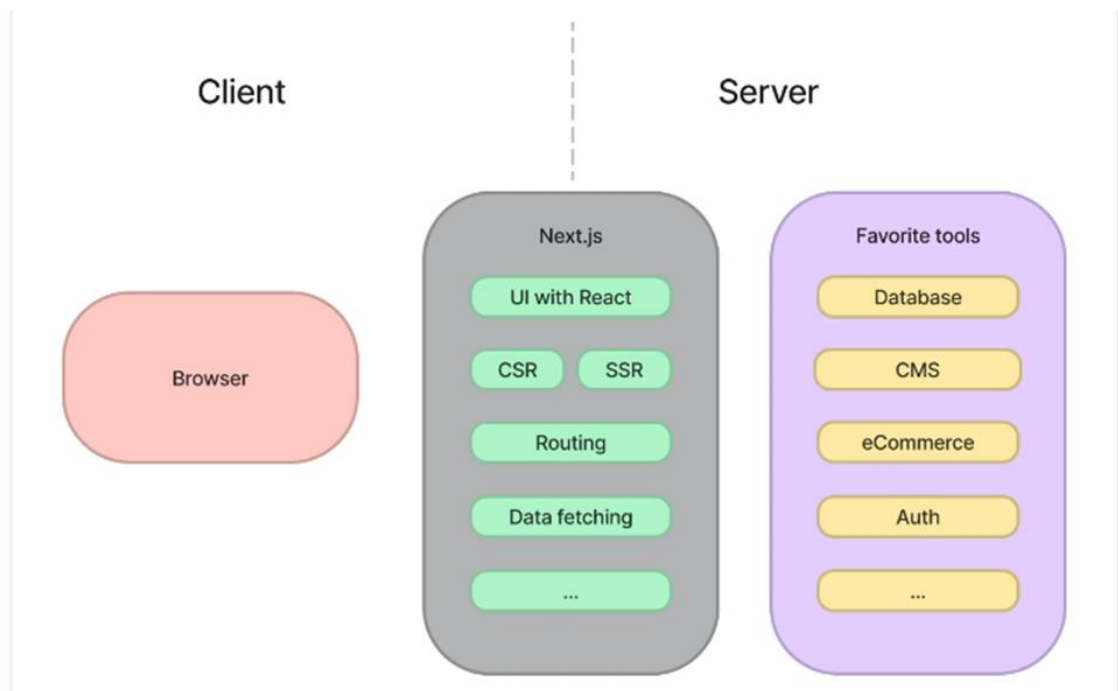 Client
Server
Browser
Next.js
UI with React
CSR
SSR
Routing
Data fetching
...
Favorite tools
Database
CMS
eCommerce
Auth
...